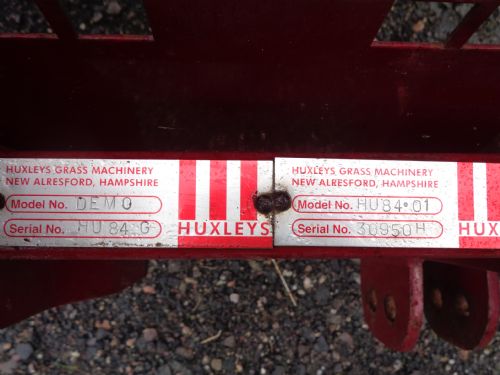 HUXLEYS GRASS MACHINERY
NEW ALRESFORD, HAMPSHIRE
Model No. DEMO
Serial No. HU 84 G
HUXLEYS
HUXLEYS GRASS MACHINERY
NEW ALRESFORD, HAMPSHIRE
Model No. HU84•01
Serial No. 30950H
HUX